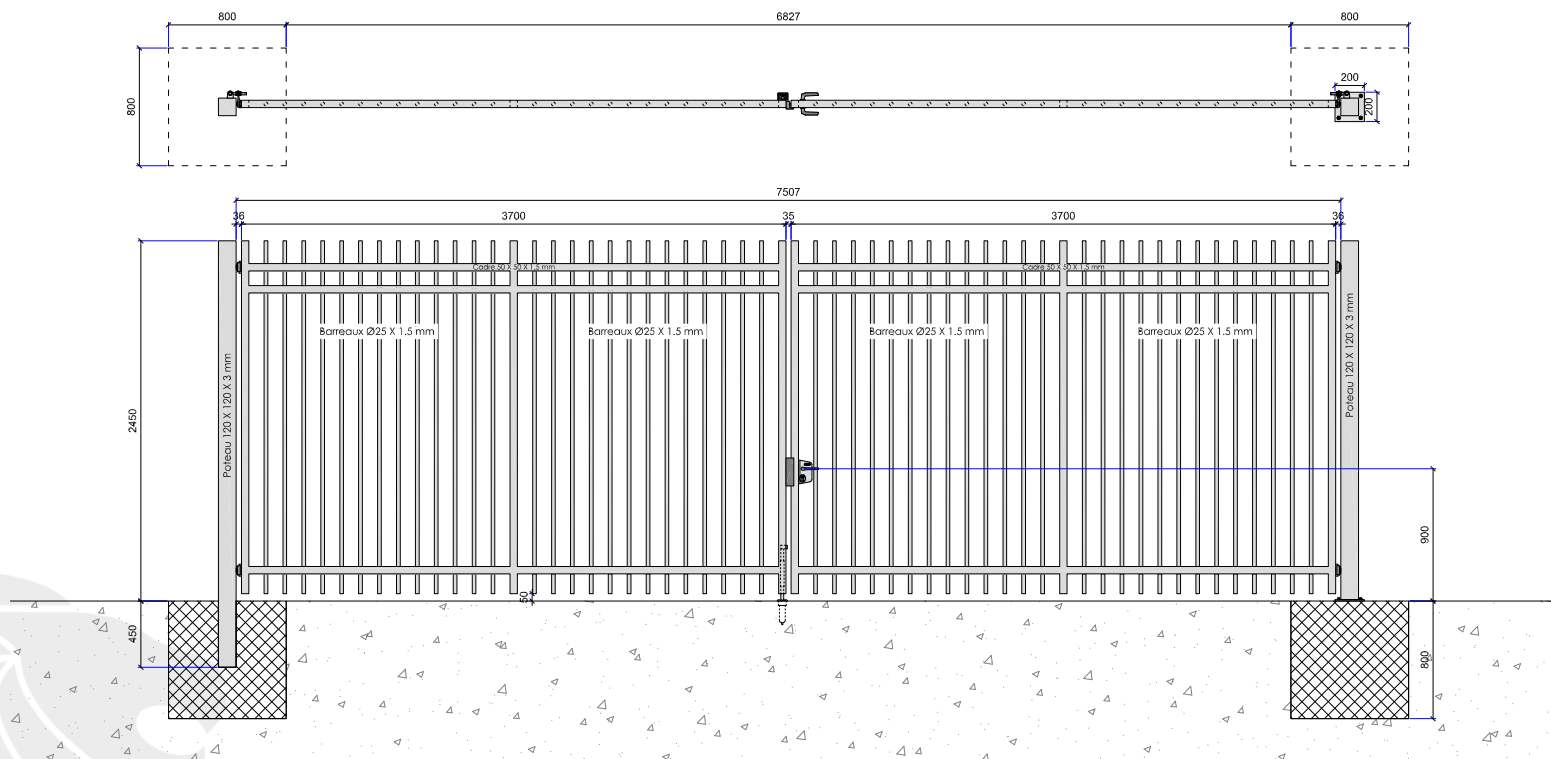 800
6827
800
800
200
200
7507
36
3700
35
3700
36
Cadre 50 X 50 X 1.5 mm
Cadre 50 X 50 X 1.5 mm
Barreaux Ø25 X 1.5 mm
Barreaux Ø25 X 1.5 mm
Barreaux Ø25 X 1.5 mm
Barreaux Ø25 X 1.5 mm
Poteau 120 X 120 X 3 mm
Poteau 120 X 120 X 3 mm
2450
900
50
450
800